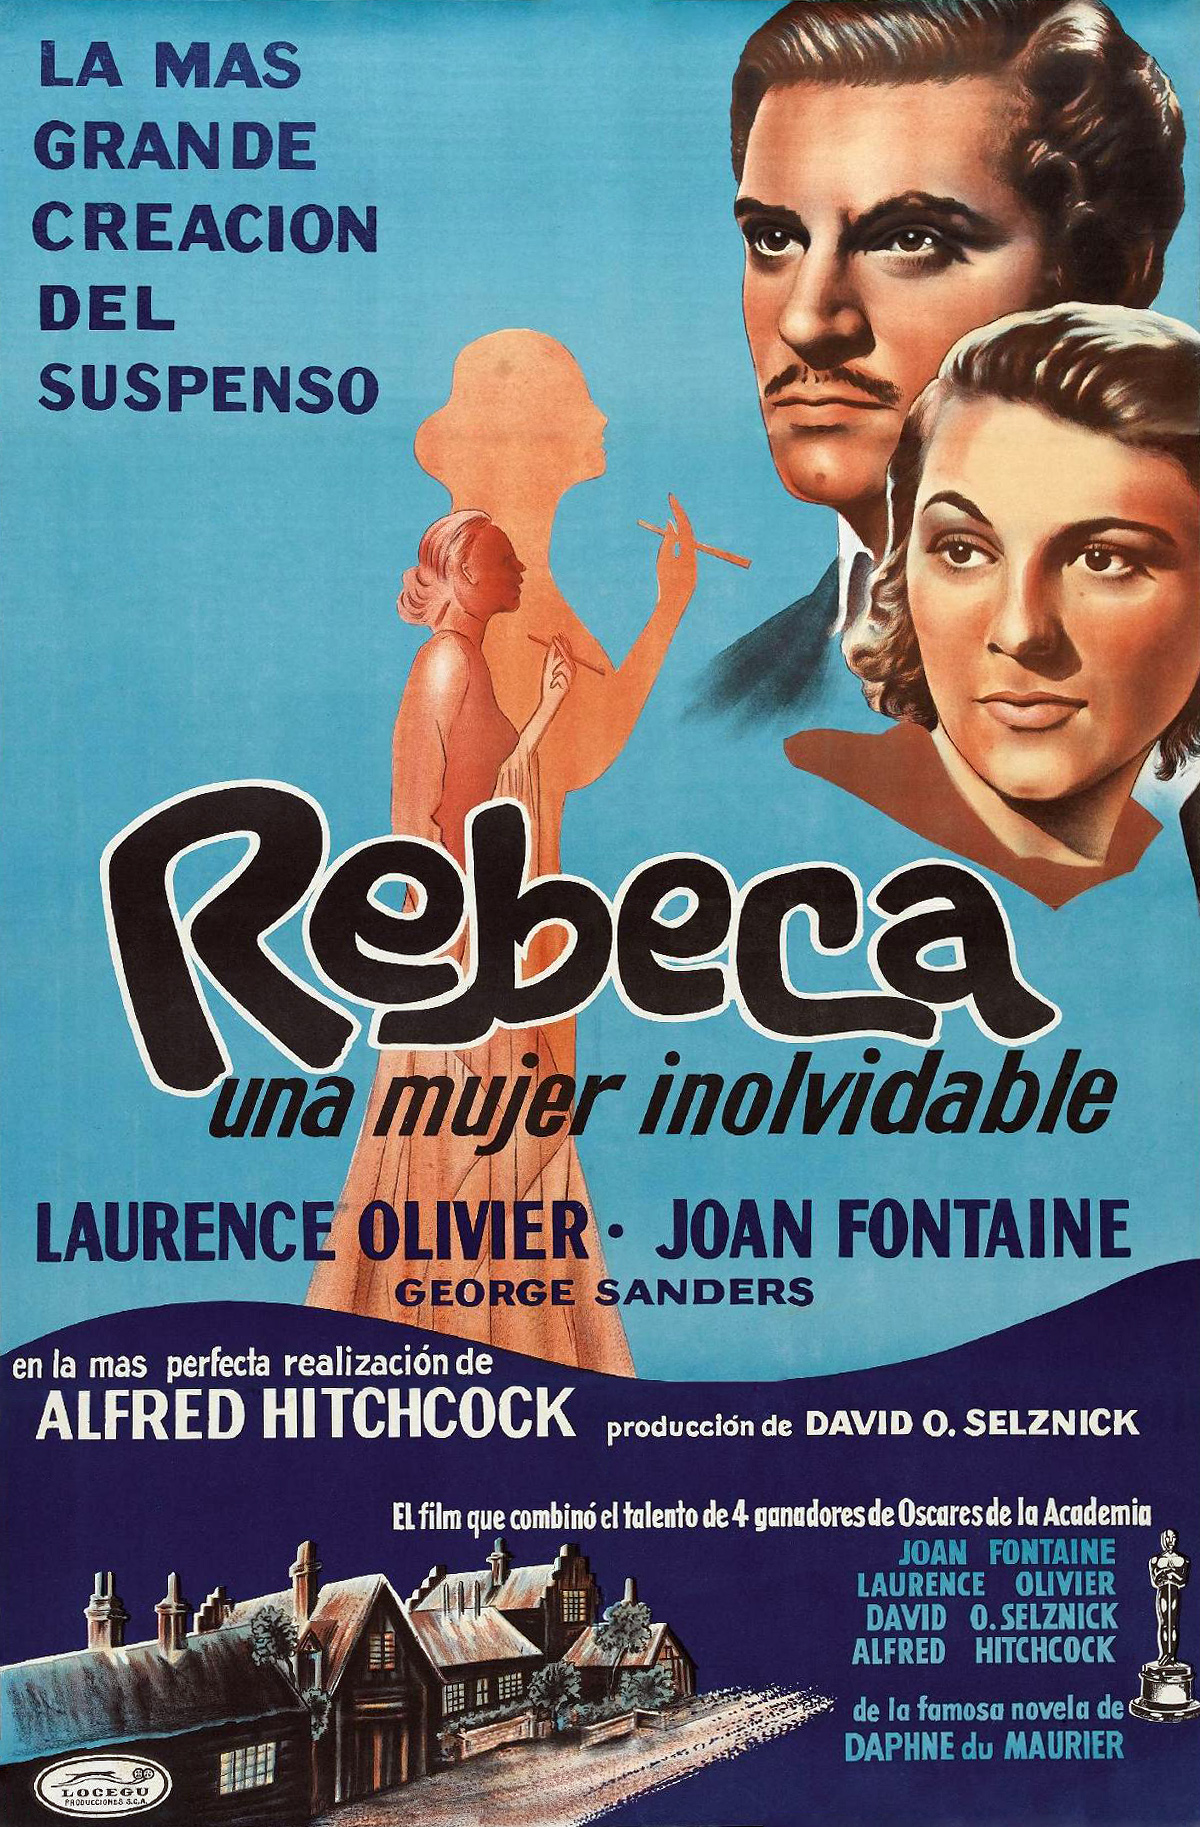 LA MAS
GRANDE
CREACION
DEL
SUSPENSO
Rebeca
una mujer inolvidable
LAURENCE OLIVIER · JOAN FONTAINE
GEORGE SANDERS
en la mas perfecta realización de
ALFRED HITCHCOCK producción de DAVID O. SELZNICK
EL film que combinó el talento de 4 ganadores de Oscares de la Academia
JOAN FONTAINE
LAURENCE OLIVIER
DAVID O. SELZNICK
ALFRED HITCHCOCK
de la famosa novela de
DAPHNE du MAURIER
LOCEGU
PRODUCCIONES S.C.A.